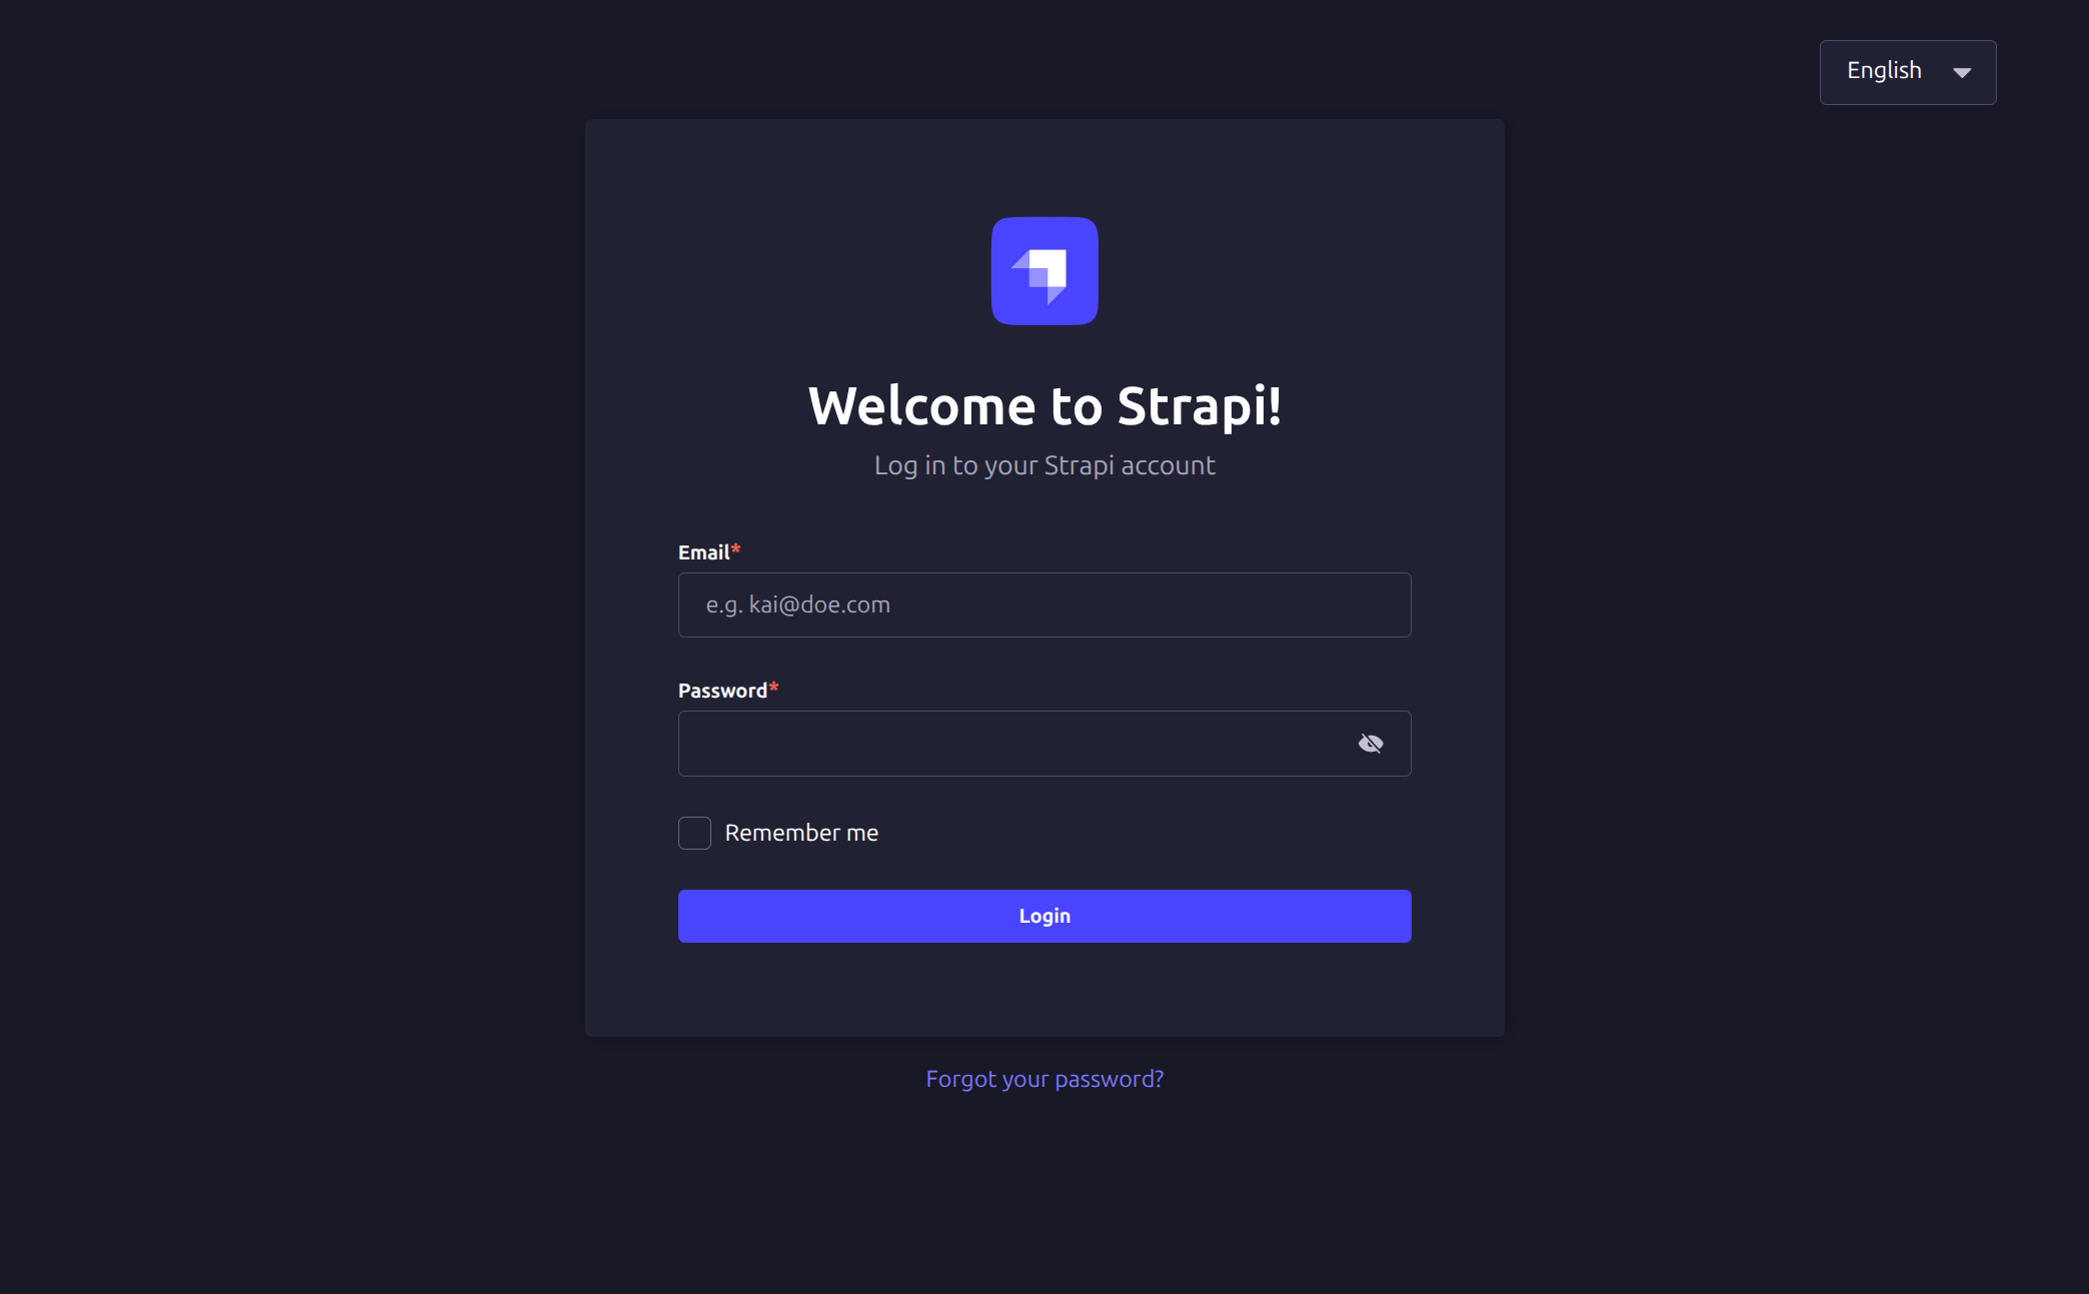 English
Welcome to Strapi!
Log in to your Strapi account
Email*
e.g. kai@doe.com
Password*
Remember me
Login
Forgot your password?